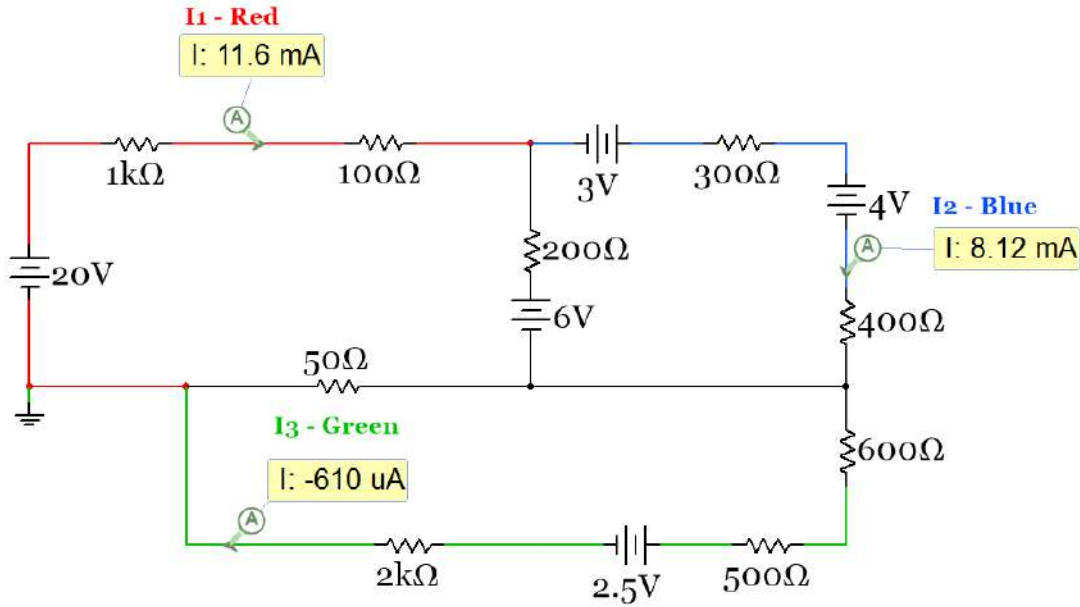 I1 - Red
I: 11.6 mA
1kΩ
100Ω
3V
300Ω
4V
I2 - Blue
I: 8.12 mA
20V
200Ω
6V
400Ω
50Ω
I3 - Green
I: -610 uA
600Ω
2kΩ
2.5V
500Ω
A
A
A